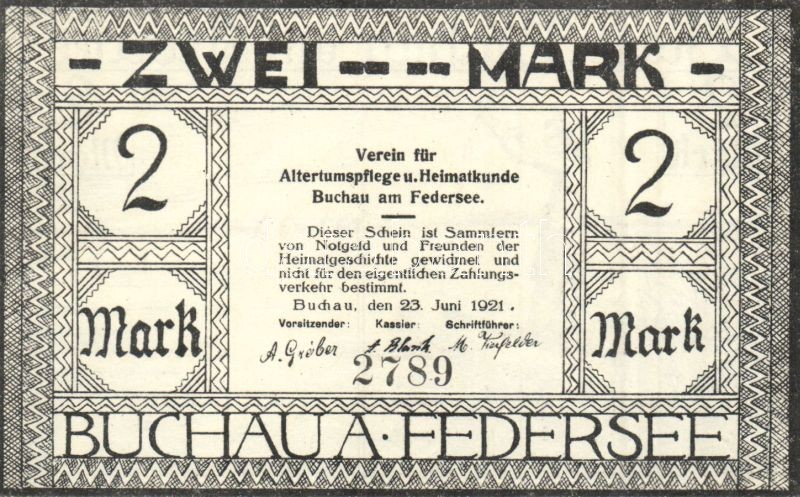 - ZWEI -- -- MARK -
2
Mark
Verein für
Altertumspflege u. Heimatkunde
Buchau am Federsee.
Dieser Schein ist Sammlern
von Notgeld und Freunden der
Heimatgeschichte gewidmet und
nicht für den eigentlichen Zahlungs-
verkehr bestimmt.
Buchau, den 23. Juni 1921.
Vorsitzender: Kassier: Schriftführer:
A. Gröber
2789
2
Mark
BUCHAU A · FEDERSEE